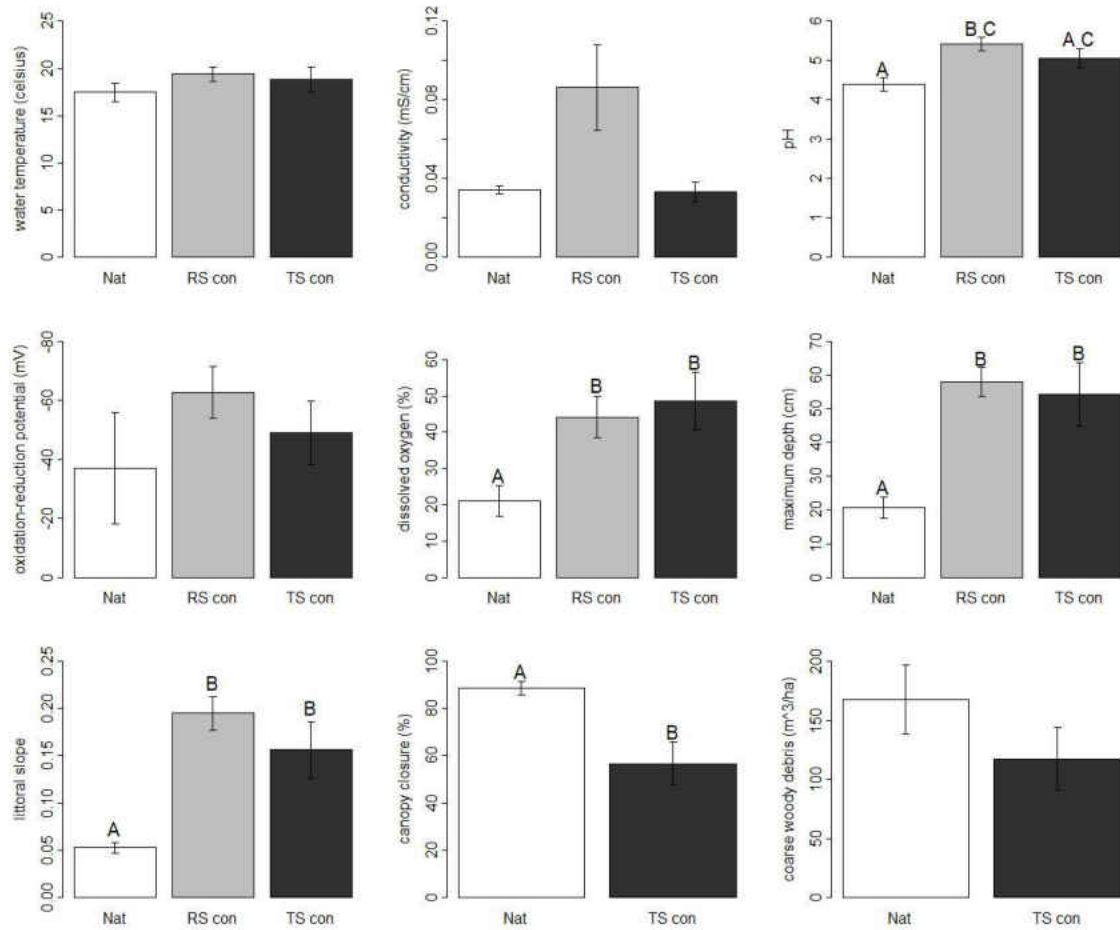 water temperature (celsius)
25
20
15
10
5
0
Nat
RS con
TS con
conductivity (mS/cm)
0.12
0.08
0.04
0.00
Nat
RS con
TS con
pH
6
5
4
3
2
1
0
A
B C
A C
Nat
RS con
TS con
oxidation-reduction potential (mV)
-80
-60
-40
-20
0
Nat
RS con
TS con
dissolved oxygen (%)
60
50
40
30
20
10
0
A
B
B
Nat
RS con
TS con
maximum depth (cm)
70
60
50
40
30
20
10
0
A
B
B
Nat
RS con
TS con
littoral slope
0.25
0.20
0.15
0.10
0.05
0.00
A
B
B
Nat
RS con
TS con
canopy closure (%)
100
80
60
40
20
0
A
B
Nat
TS con
coarse woody debris (m^3/ha)
200
150
100
50
0
Nat
TS con